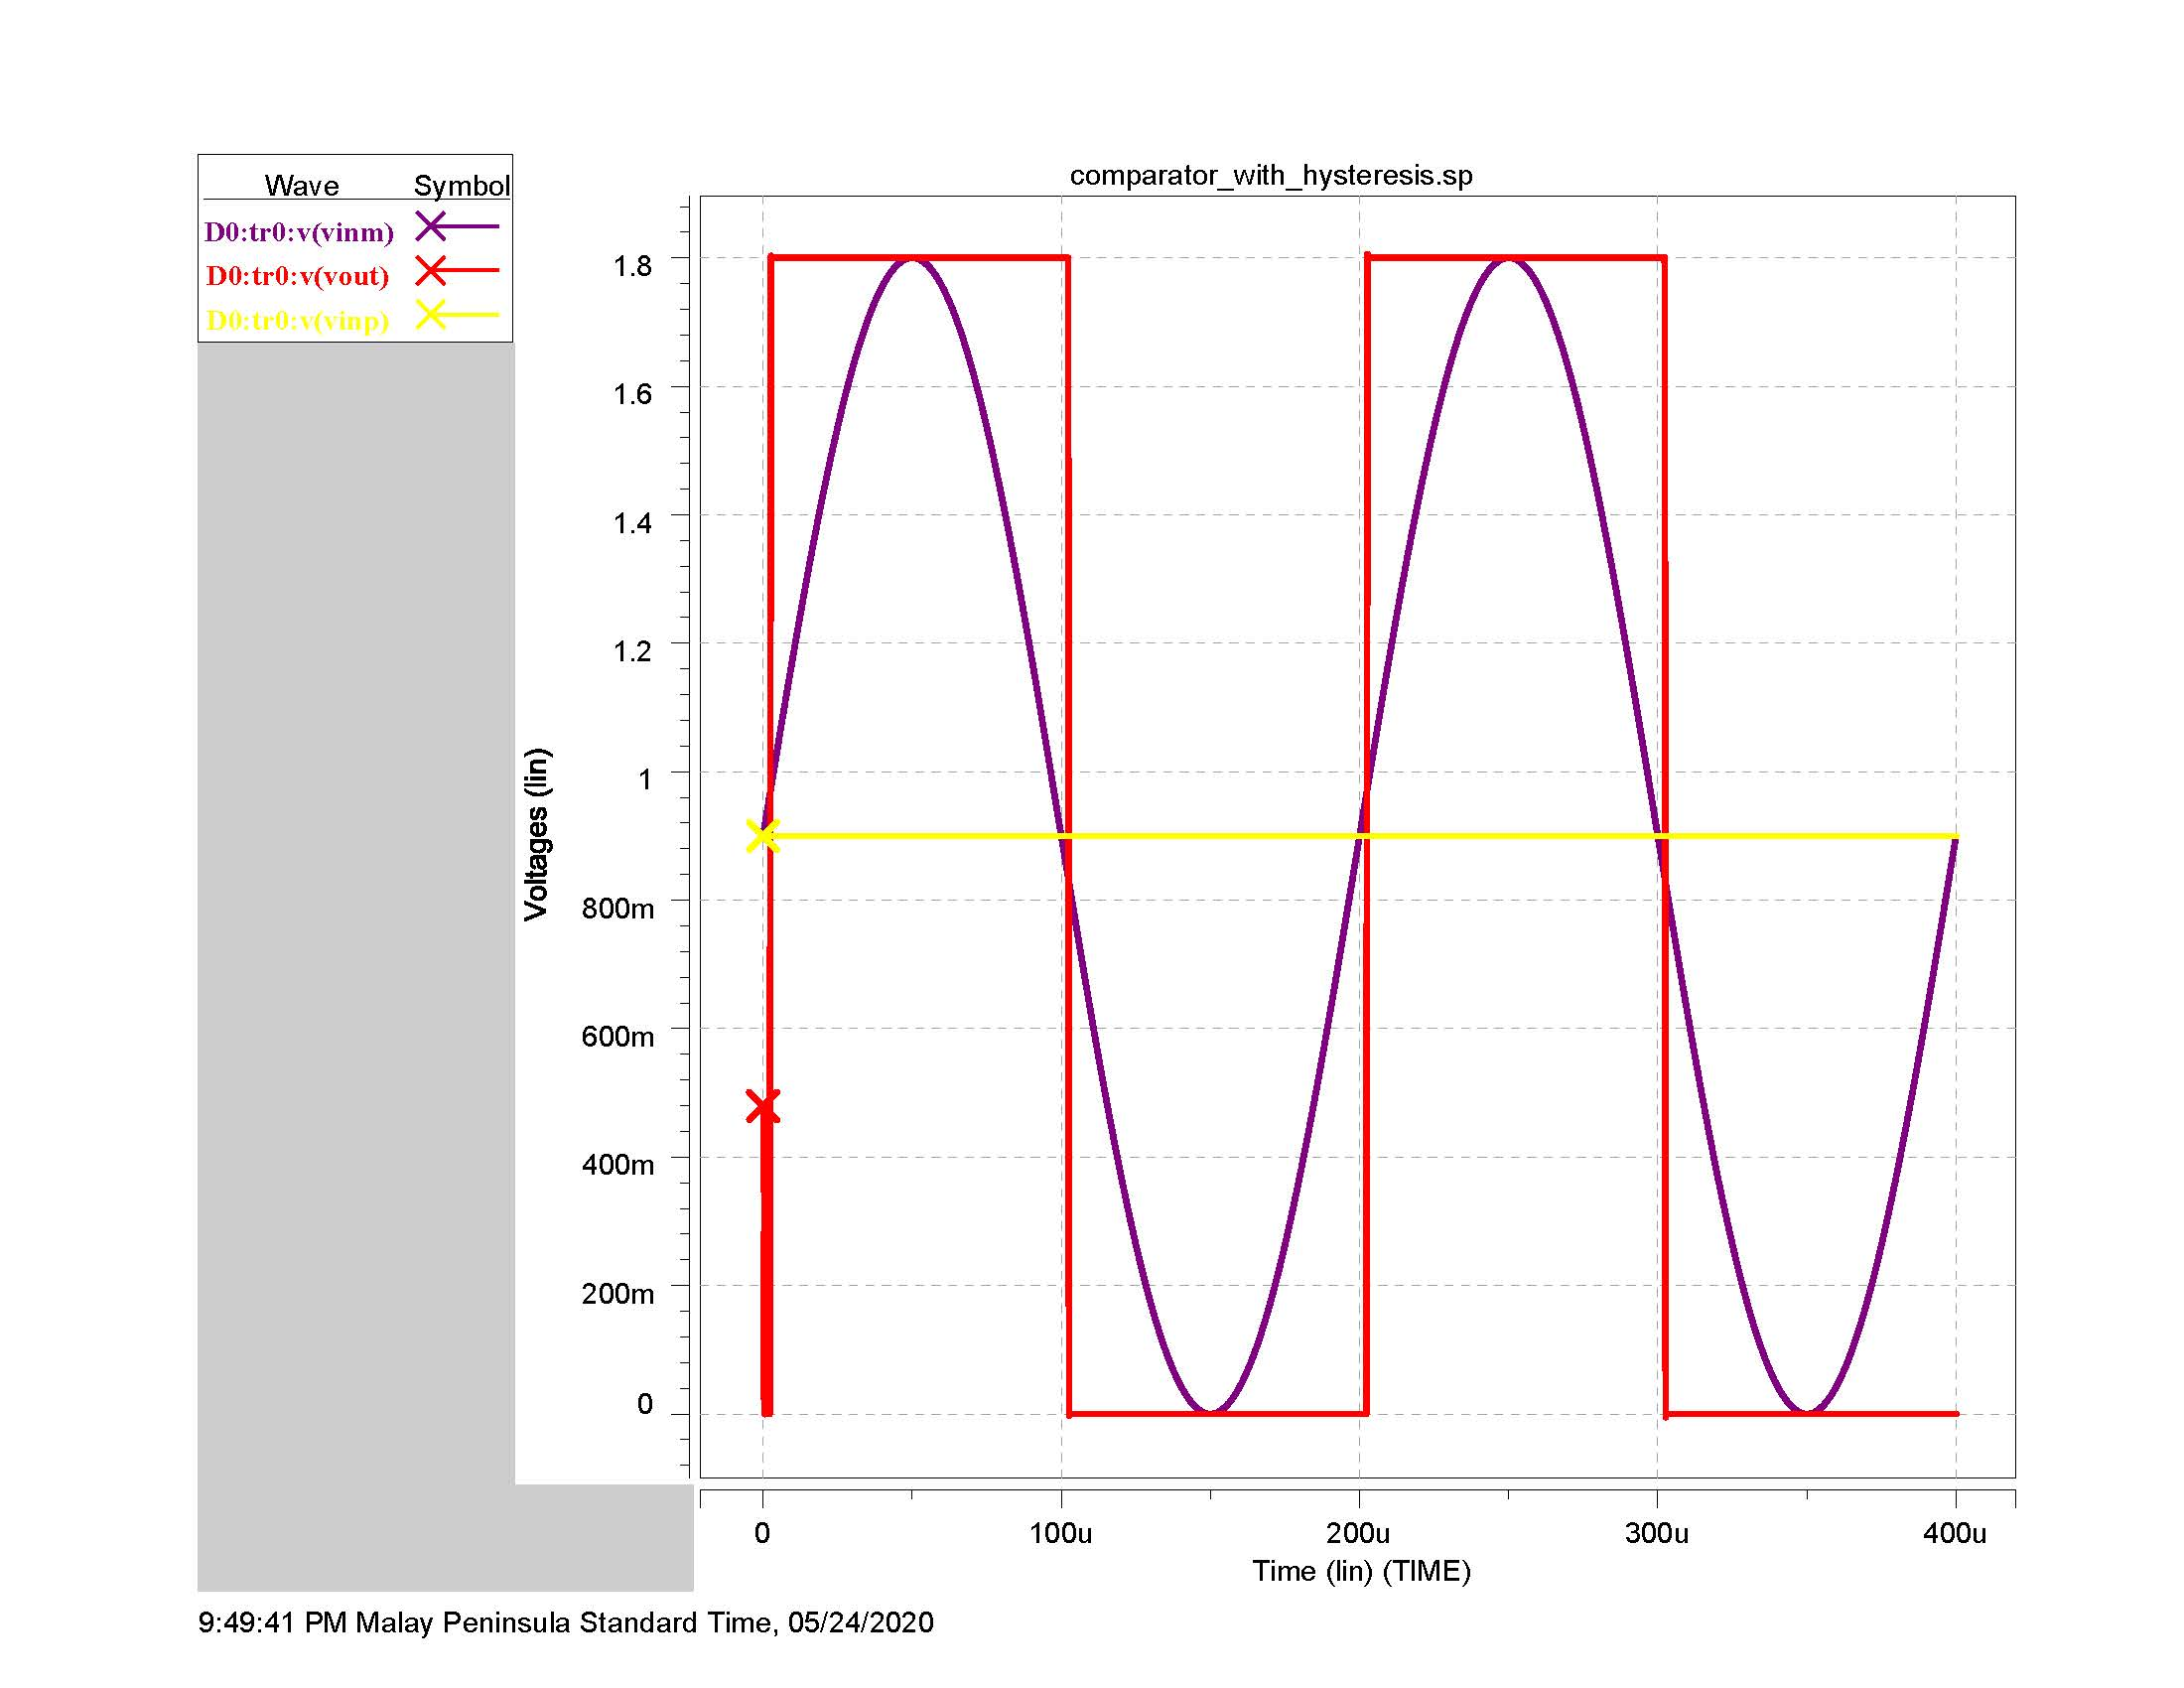 comparator_with_hysteresis.sp
Wave Symbol
D0:tr0:v(vinm)
D0:tr0:v(vout)
D0:tr0:v(vinp)
Voltages (lin)
1.8
1.6
1.4
1.2
1
800m
600m
400m
200m
0
0 100u 200u 300u 400u
Time (lin) (TIME)
9:49:41 PM Malay Peninsula Standard Time, 05/24/2020